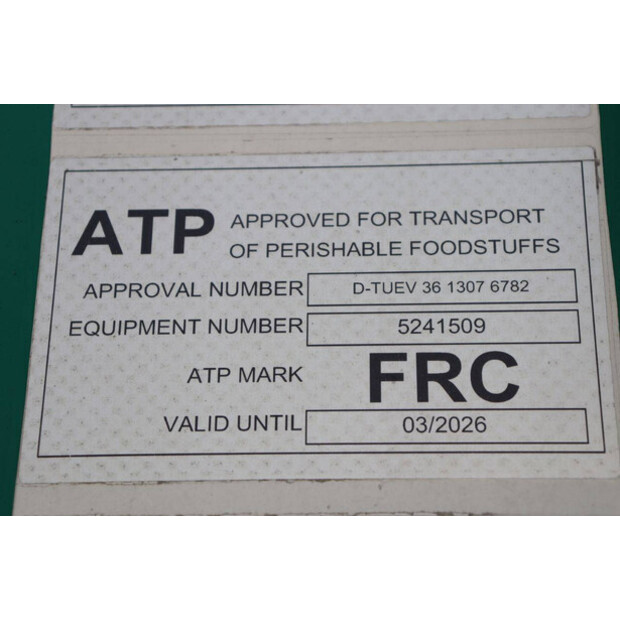 ATP APPROVED FOR TRANSPORT
OF PERISHABLE FOODSTUFFS
APPROVAL NUMBER D-TUEV 36 1307 6782
EQUIPMENT NUMBER 5241509
ATP MARK FRC
VALID UNTIL 03/2026